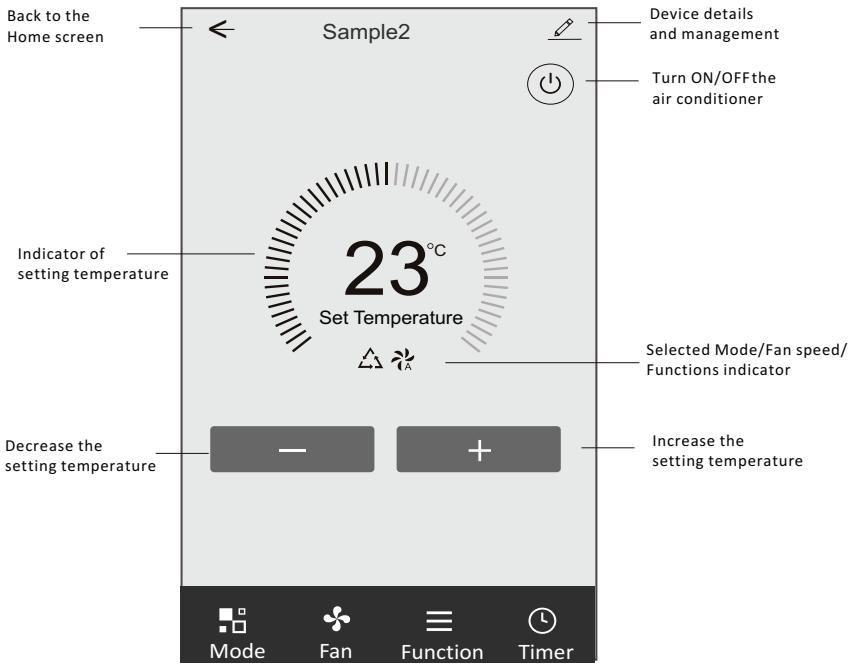 Back to the
Home screen
Sample2
Device details
and management
Turn ON/OFF the
air conditioner
Indicator of
setting temperature
23°C
Set Temperature
A
Selected Mode/Fan speed/
Functions indicator
Decrease the
setting temperature
−
+
Increase the
setting temperature
Mode
Fan
Function
Timer